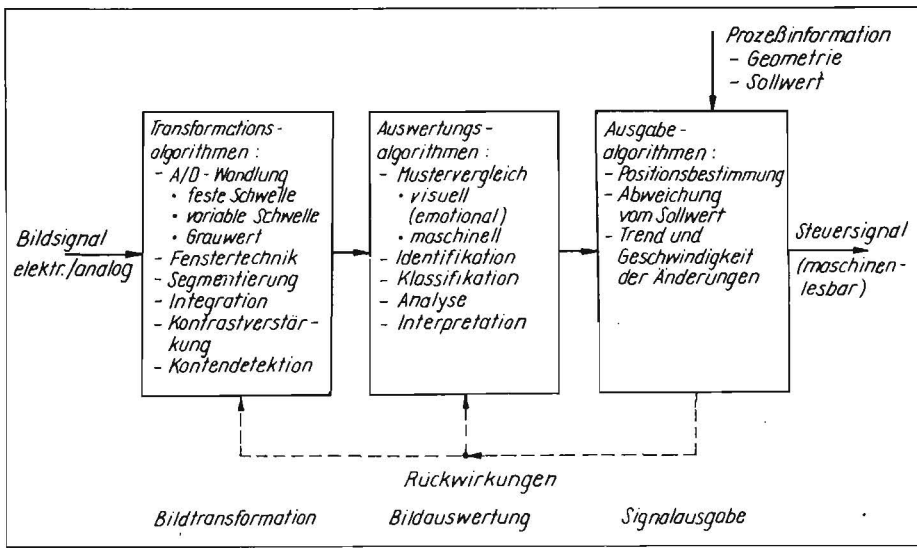 Prozeßinformation
- Geometrie
- Sollwert
Bildsignal
elektr./analog
Transformations-
algorithmen :
- A/D-Wandlung
• feste Schwelle
• variable Schwelle
• Grauwert
- Fenstertechnik
- Segmentierung
- Integration
- Kontrastverstär-
kung
- Kontendetektion
Auswertungs-
algorithmen :
- Mustervergleich
• visuell
(emotional)
• maschinell
- Identifikation
- Klassifikation
- Analyse
- Interpretation
Ausgabe-
algorithmen :
- Positionsbestimmung
- Abweichung
vom Sollwert
- Trend und
Geschwindigkeit
der Änderungen
Steuersignal
(maschinen-
lesbar)
Rückwirkungen
Bildtransformation
Bildauswertung
Signalausgabe